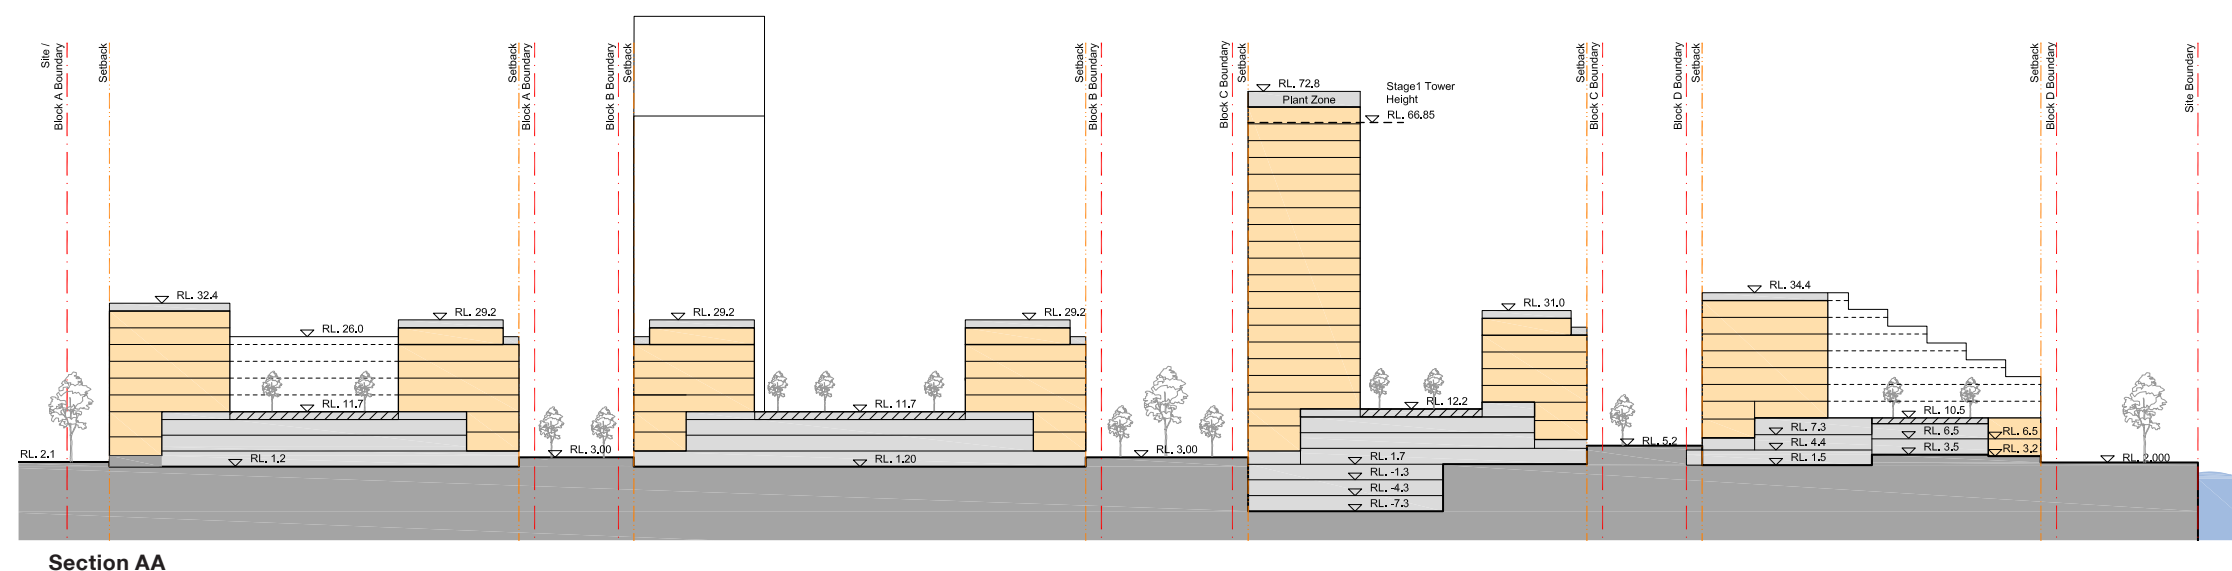 Site /
Block A Boundary
Setback
Setback
Block A Boundary
Block B Boundary
Setback
Setback
Block B Boundary
Block C Boundary
Setback
Setback
Block C Boundary
Block D Boundary
Setback
Setback
Block D Boundary
Site Boundary
RL. 72.8
Plant Zone
Stage1 Tower
Height
RL. 66.85
RL. 32.4
RL. 29.2
RL. 26.0
RL. 29.2
RL. 29.2
RL. 31.0
RL. 34.4
RL. 11.7
RL. 11.7
RL. 12.2
RL. 10.5
RL. 7.3
RL. 6.5
RL. 6.5
RL. 4.4
RL. 3.5
RL. 3.2
RL. 1.5
RL. 2.1
RL. 1.2
RL. 3.00
RL. 1.20
RL. 3.00
RL. 1.7
RL. -1.3
RL. -4.3
RL. -7.3
RL. 5.2
RL. 2.000
Section AA